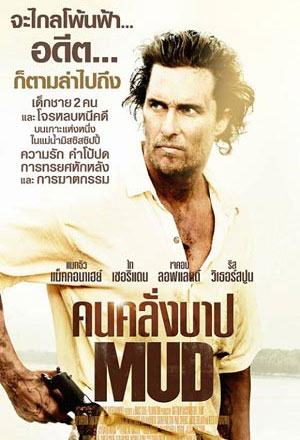 จะไกลโพ้นฟ้า...
อดีต...
ก็ตามล่าไปถึง
เด็กชาย 2 คน
และโจรหลบหนีคดี
บนเกาะแห่งหนึ่ง
ในแม่น้ำมิสซิสซิปปี้
ความรัก คำโป้ปด
การทรยศหักหลัง
และการฆาตกรรม
แมทธิว ไท เจคอบ รีส
แม็คคอนาเฮย์ เชอริแดน ลอฟแลนด์ วิเธอร์สปูน
คนคลั่งบาป
MUD